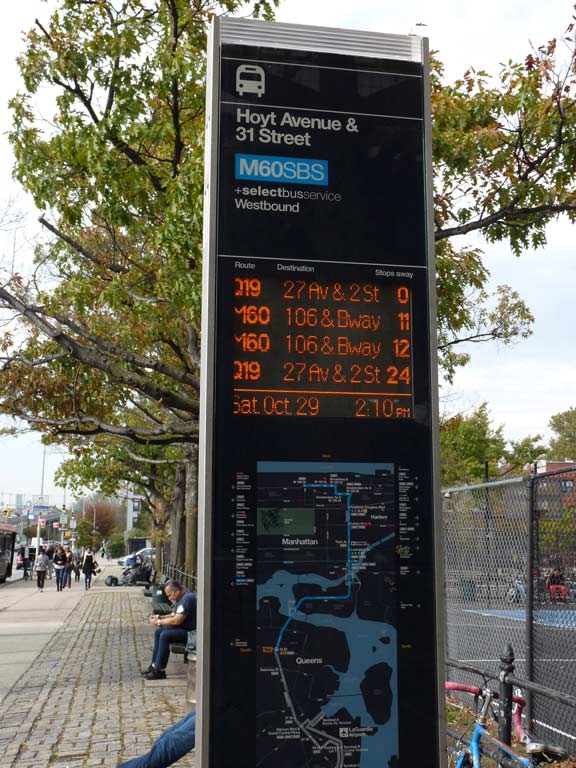 Hoyt Avenue &
31 Street
M60SBS
+selectbusservice
Westbound
Route Destination Stops away
Q19 27 Av & 2 St 0
M60 106 & Bway 11
M60 106 & Bway 12
Q19 27 Av & 2 St 24
Sat. Oct. 29 2:10 PM
Harlem
Manhattan
Queens
LaGuardia
Airport